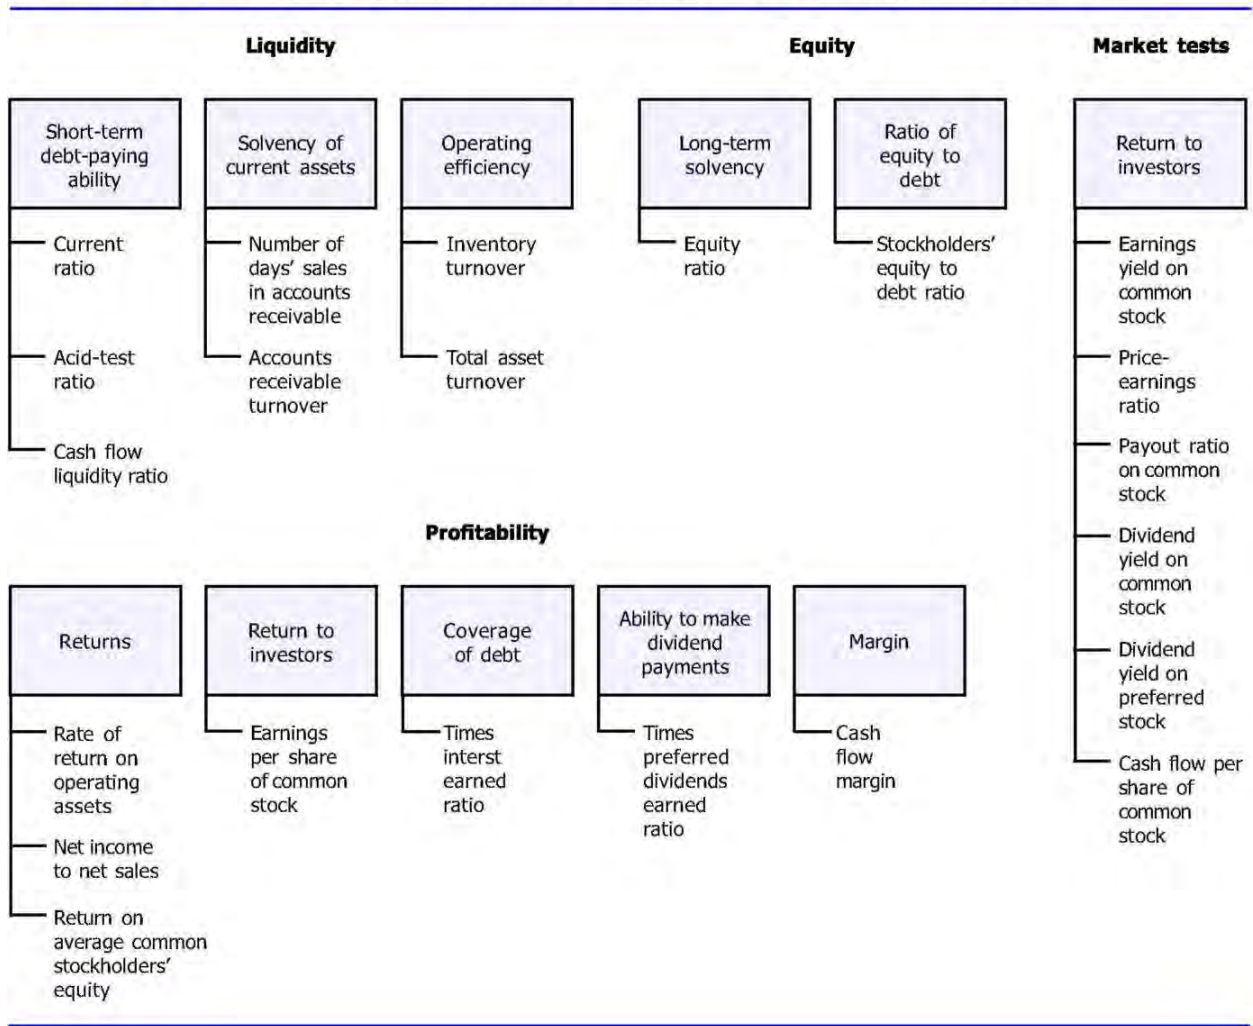 Liquidity
Short-term
debt-paying
ability
Current
ratio
Acid-test
ratio
Cash flow
liquidity ratio
Solvency of
current assets
Number of
days' sales
in accounts
receivable
Accounts
receivable
turnover
Operating
efficiency
Inventory
turnover
Total asset
turnover
Equity
Long-term
solvency
Equity
ratio
Ratio of
equity to
debt
Stockholders'
equity to
debt ratio
Market tests
Return to
investors
Earnings
yield on
common
stock
Price-
earnings
ratio
Payout ratio
on common
stock
Dividend
yield on
common
stock
Dividend
yield on
preferred
stock
Cash flow per
share of
common
stock
Profitability
Returns
Rate of
return on
operating
assets
Net income
to net sales
Return on
average common
stockholders'
equity
Return to
investors
Earnings
per share
of common
stock
Coverage
of debt
Times
interst
earned
ratio
Ability to make
dividend
payments
Times
preferred
dividends
earned
ratio
Margin
Cash
flow
margin